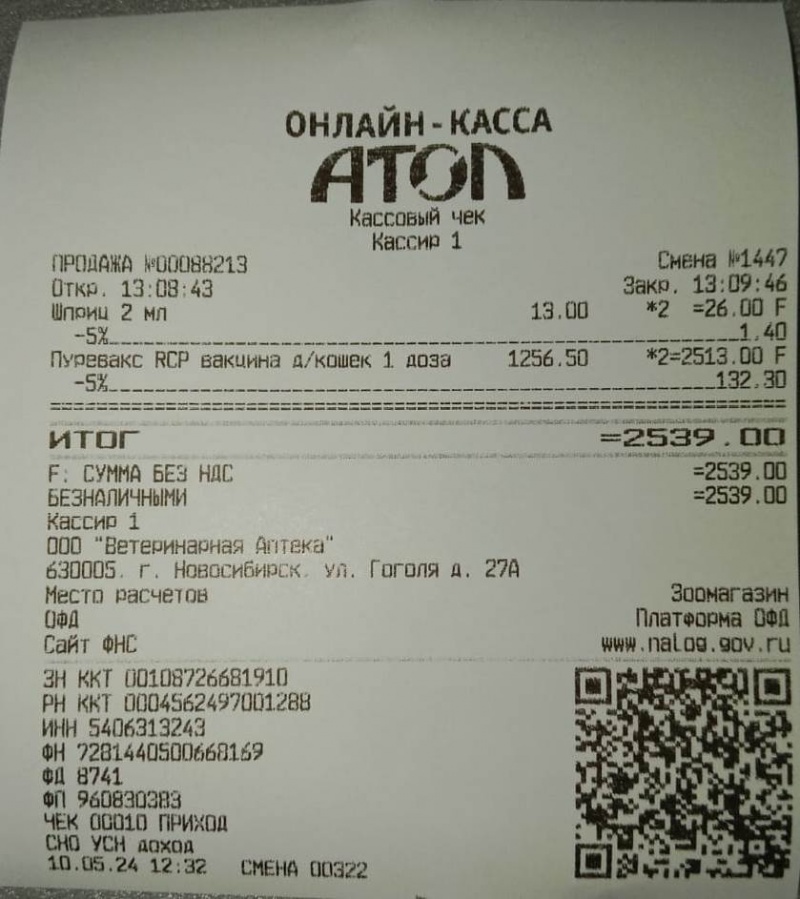 ОНЛАЙН-КАССА
АТОЛ
Кассовый чек
Кассир 1
ПРОДАЖА №00088213 Смена №1447
Откр. 13:08:43 Закр. 13:09:46
Шприц 2 мл 13.00 *2 =26.00 F
-5% 1.40
Пуревакс RCP вакцина д/кошек 1 доза 1256.50 *2=2513.00 F
-5% 132.30
ИТОГ =2539.00
F: СУММА БЕЗ НДС =2539.00
БЕЗНАЛИЧНЫМИ =2539.00
Кассир 1
ООО "Ветеринарная Аптека"
630005. г. Новосибирск. ул. Гоголя д. 27А
Место расчетов Зоомагазин
ОФД Платформа ОФД
Сайт ФНС www.nalog.gov.ru
ЗН ККТ 00108726681910
РН ККТ 0004562497001288
ИНН 5406313243
ФН 7281440500668169
ФД 8741
ФП 960830383
ЧЕК 00010 ПРИХОД
СНО УСН доход
10.05.24 12:32 СМЕНА 00322